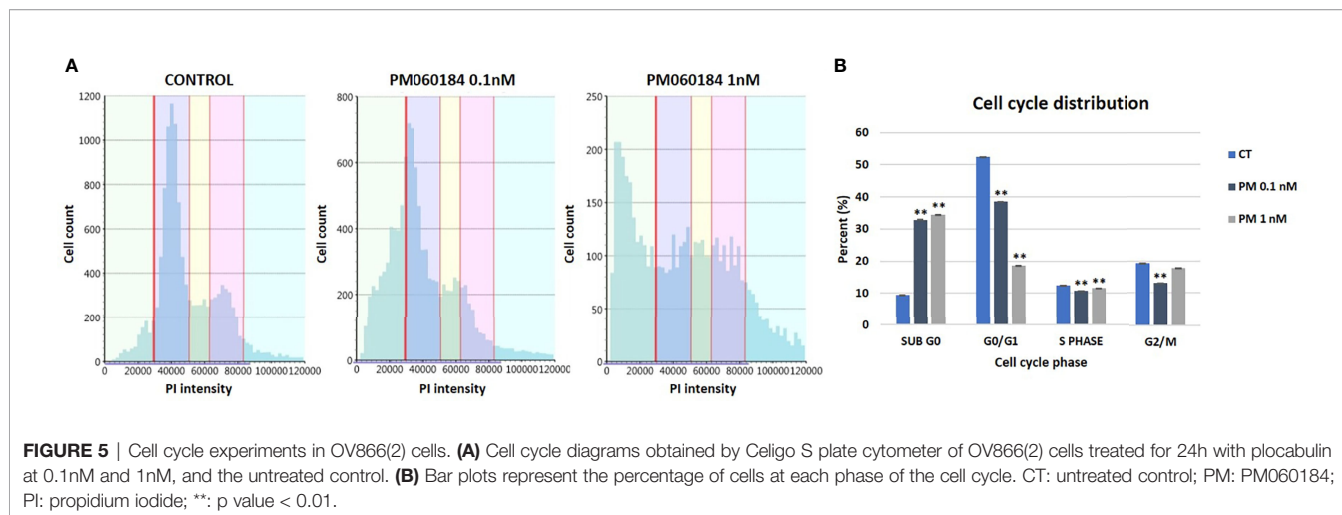 A
CONTROL
1200
1000
800
600
400
200
0
Cell count
0 20000 40000 60000 80000 100000 120000
PI intensity
PM060184 0.1nM
800
600
400
200
0
Cell count
0 20000 40000 60000 80000 100000 120000
PI intensity
PM060184 1nM
250
200
150
100
50
0
Cell count
0 20000 40000 60000 80000 100000 120000
PI intensity
B
Cell cycle distribution
60
50
40
30
20
10
0
Percent (%)
** **
**
**
** **
**
SUB G0 G0/G1 S PHASE G2/M
Cell cycle phase
CT
PM 0.1 nM
PM 1 nM
FIGURE 5 | Cell cycle experiments in OV866(2) cells. (A) Cell cycle diagrams obtained by Celigo S plate cytometer of OV866(2) cells treated for 24h with plocabulin
at 0.1nM and 1nM, and the untreated control. (B) Bar plots represent the percentage of cells at each phase of the cell cycle. CT: untreated control; PM: PM060184;
PI: propidium iodide; **: p value < 0.01.